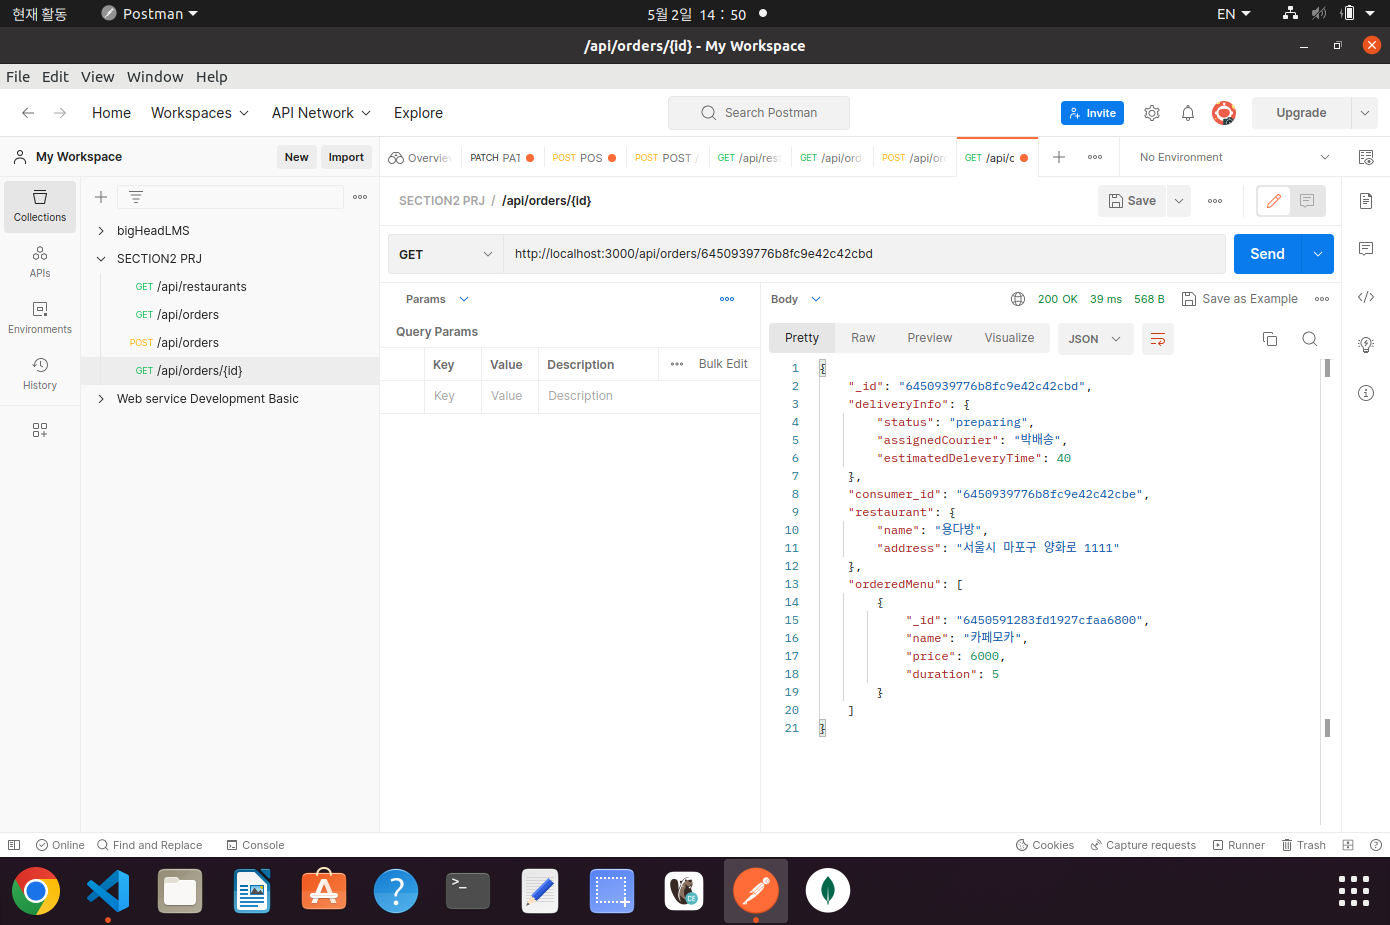 현재 활동
Postman
5월 2일 14 : 50
EN
/api/orders/{id} - My Workspace
File Edit View Window Help
Home
Workspaces
API Network
Explore
Search Postman
Invite
Upgrade
My Workspace
New
Import
Overview
PATCH PAT
POST POS
POST POST /
GET /api/rest
GET /api/ord
POST /api/or
GET /api/o
No Environment
Collections
APIs
Environments
History
bigHeadLMS
SECTION2 PRJ
GET /api/restaurants
GET /api/orders
POST /api/orders
GET /api/orders/{id}
Web service Development Basic
SECTION2 PRJ / /api/orders/{id}
Save
GET
http://localhost:3000/api/orders/6450939776b8fc9e42c42cbd
Send
Params
Query Params
Key Value Description
Bulk Edit
Key Value Description
Body
200 OK 39 ms 568 B
Save as Example
Pretty Raw Preview Visualize
JSON
1 {
2 "_id": "6450939776b8fc9e42c42cbd",
3 "deliveryInfo": {
4 "status": "preparing",
5 "assignedCourier": "박배송",
6 "estimatedDeleveryTime": 40
7 },
8 "consumer_id": "6450939776b8fc9e42c42cbe",
9 "restaurant": {
10 "name": "용다방",
11 "address": "서울시 마포구 양화로 1111"
12 },
13 "orderedMenu": [
14 {
15 "_id": "6450591283fd1927cfaa6800",
16 "name": "카페모카",
17 "price": 6000,
18 "duration": 5
19 }
20 ]
21 }
Online
Find and Replace
Console
Cookies
Capture requests
Runner
Trash